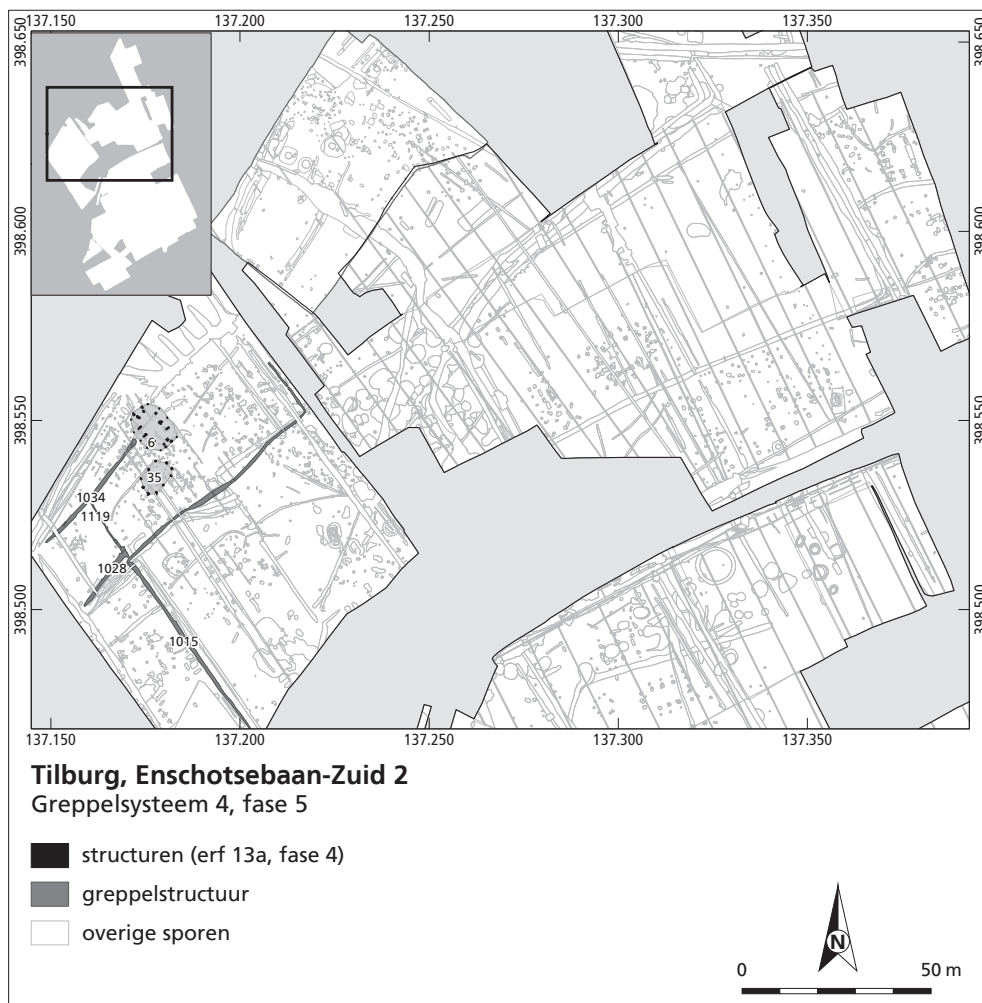 137.150 137.200 137.250 137.300 137.350
398.650 398.650
398.600 398.600
398.550 398.550
398.500 398.500
6
35
1034
1119
1028
1015
137.150 137.200 137.250 137.300 137.350
Tilburg, Enschotsebaan-Zuid 2
Greppelsysteem 4, fase 5
structuren (erf 13a, fase 4)
greppelstructuur
overige sporen
N
0 50 m